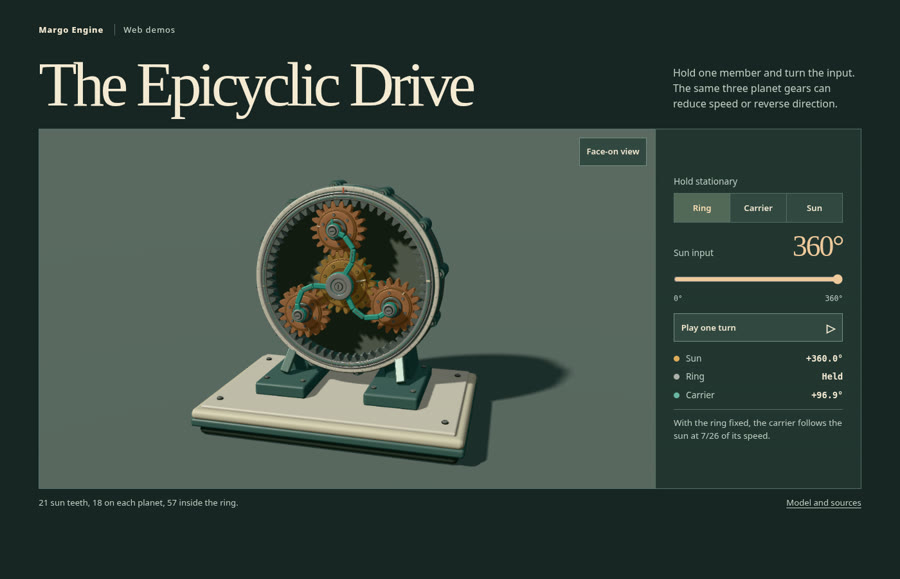 Margo Engine
Web demos
The Epicyclic Drive
Hold one member and turn the input.
The same three planet gears can
reduce speed or reverse direction.
Face-on view
Hold stationary
Ring
Carrier
Sun
Sun input
360°
0°
360°
Play one turn
Sun
+360.0°
Ring
Held
Carrier
+96.9°
With the ring fixed, the carrier follows the
sun at 7/26 of its speed.
21 sun teeth, 18 on each planet, 57 inside the ring.
Model and sources